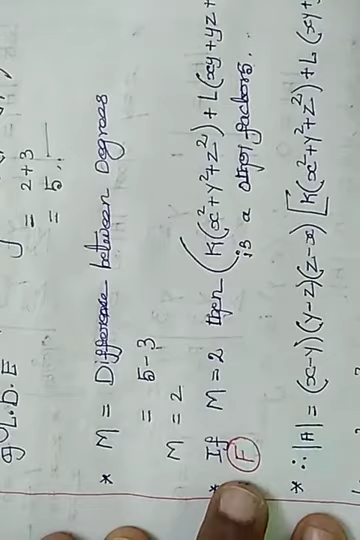 g L.D.E = 2+3
= 5.
* M = Difference between Degrees
= 5-3
M = 2
* If M = 2 then (K(x²+y²+z²)+L(xy+yz+
(F) is a other factors.
* ∴ |A| = (x-y)(y-z)(z-x)[K(x²+y²+z²)+L(xy+